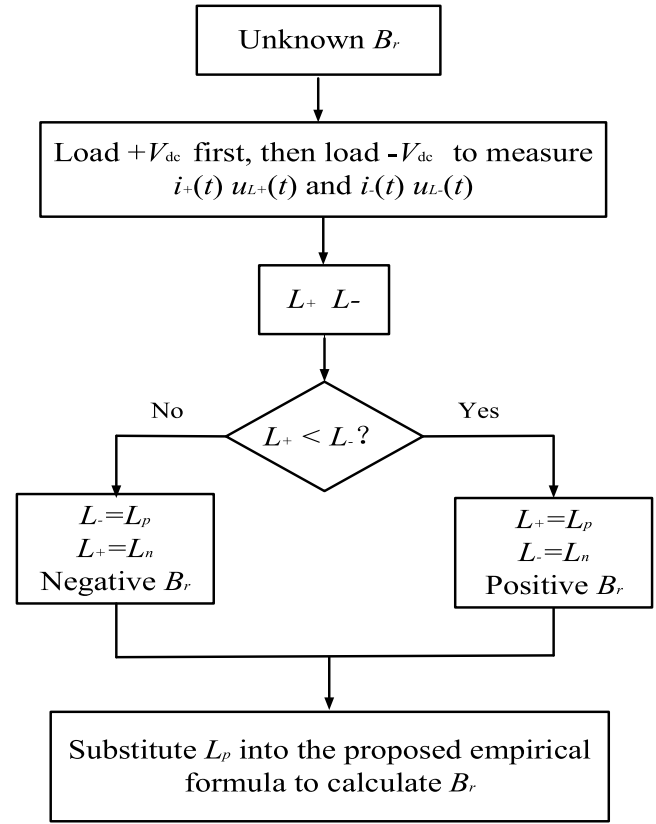 Unknown Br
Load +Vdc first, then load -Vdc to measure
i+(t) uL+(t) and i-(t) uL-(t)
L+ L-
No
Yes
L+ < L-?
L-=Lp
L+=Ln
Negative Br
L+=Lp
L-=Ln
Positive Br
Substitute Lp into the proposed empirical
formula to calculate Br